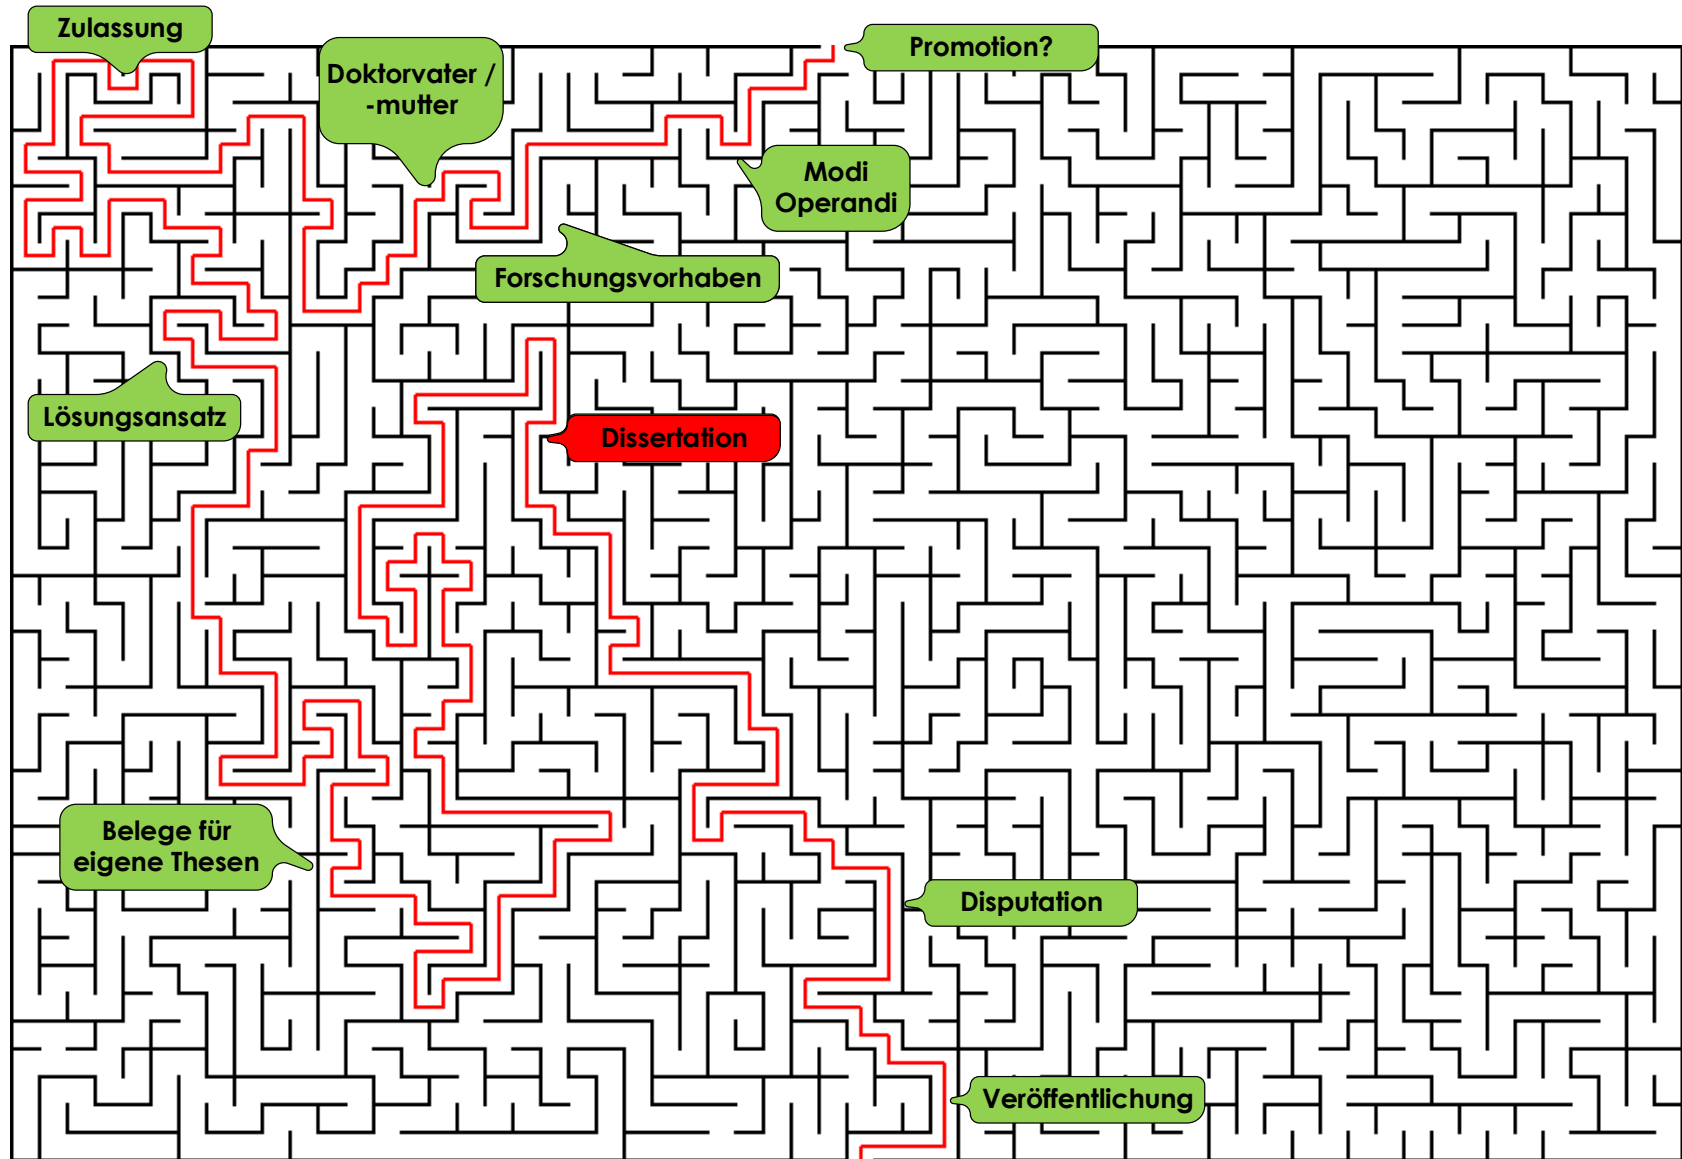 Zulassung
Promotion?
Doktorvater /
-mutter
Modi
Operandi
Forschungsvorhaben
Lösungsansatz
Dissertation
Belege für
eigene Thesen
Disputation
Veröffentlichung